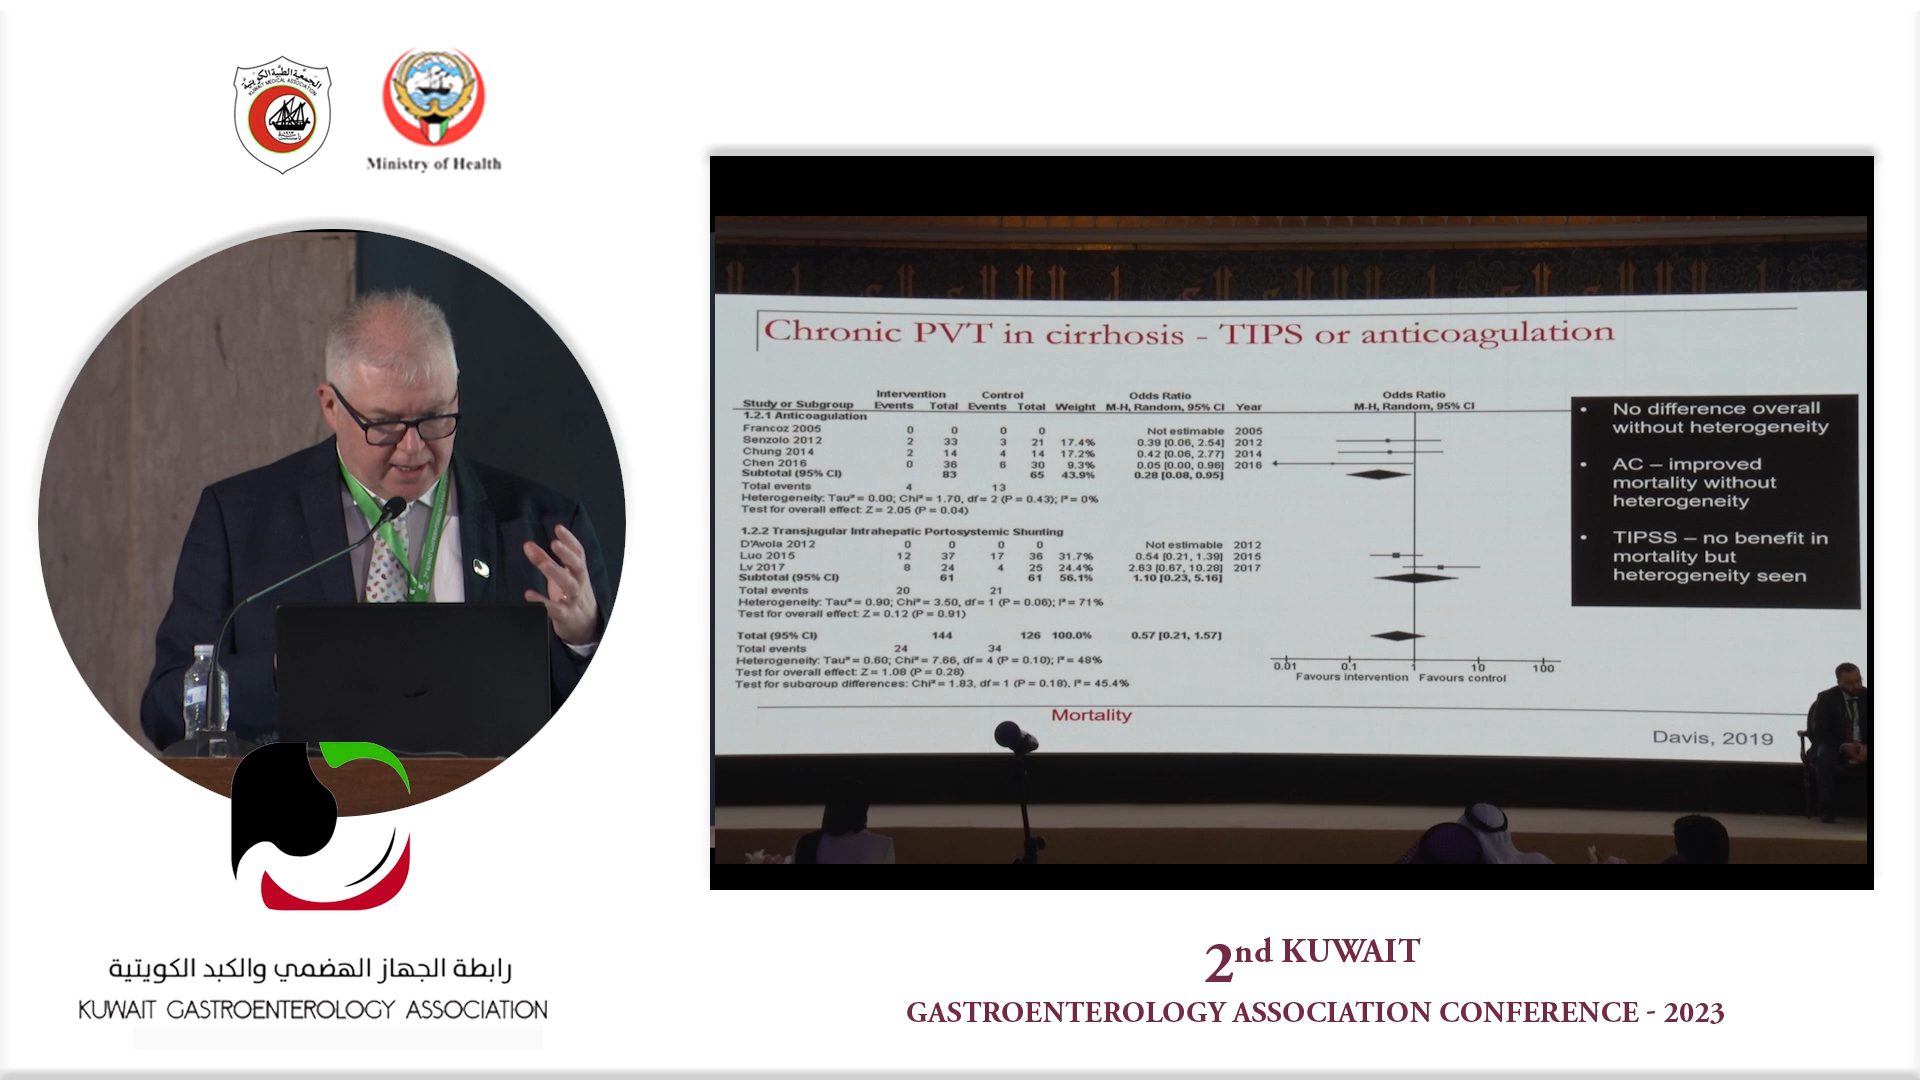 الجمعية الطبية الكويتية
KUWAIT MEDICAL ASSOCIATION
Ministry of Health
Chronic PVT in cirrhosis - TIPS or anticoagulation
Intervention Control Odds Ratio Odds Ratio
Study or Subgroup Events Total Events Total Weight M-H, Random, 95% CI Year M-H, Random, 95% CI
1.2.1 Anticoagulation
Francoz 2005 0 0 0 0 Not estimable 2005
Senzolo 2012 2 33 3 21 17.4% 0.39 [0.06, 2.54] 2012
Chung 2014 2 14 4 14 17.2% 0.42 [0.06, 2.77] 2014
Chen 2016 0 36 6 30 9.3% 0.05 [0.00, 0.96] 2016
Subtotal (95% CI) 83 65 43.9% 0.28 [0.08, 0.95]
Total events 4 13
Heterogeneity: Tau² = 0.00; Chi² = 1.70, df = 2 (P = 0.43); I² = 0%
Test for overall effect: Z = 2.05 (P = 0.04)
1.2.2 Transjugular Intrahepatic Portosystemic Shunting
D'Avola 2012 0 0 0 0 Not estimable 2012
Luo 2015 12 37 17 36 31.7% 0.54 [0.21, 1.39] 2015
Lv 2017 8 24 4 25 24.4% 2.63 [0.67, 10.28] 2017
Subtotal (95% CI) 61 61 56.1% 1.10 [0.23, 5.16]
Total events 20 21
Heterogeneity: Tau² = 0.90; Chi² = 3.50, df = 1 (P = 0.06); I² = 71%
Test for overall effect: Z = 0.12 (P = 0.91)
Total (95% CI) 144 126 100.0% 0.57 [0.21, 1.57]
Total events 24 34
Heterogeneity: Tau² = 0.60; Chi² = 7.66, df = 4 (P = 0.10); I² = 48%
Test for overall effect: Z = 1.08 (P = 0.28)
Test for subgroup differences: Chi² = 1.83, df = 1 (P = 0.18), I² = 45.4%
0.01 0.1 1 10 100
Favours intervention Favours control
• No difference overall
without heterogeneity
• AC – improved
mortality without
heterogeneity
• TIPSS – no benefit in
mortality but
heterogeneity seen
Mortality
Davis, 2019
رابطة الجهاز الهضمي والكبد الكويتية
KUWAIT GASTROENTEROLOGY ASSOCIATION
2nd KUWAIT
GASTROENTEROLOGY ASSOCIATION CONFERENCE - 2023